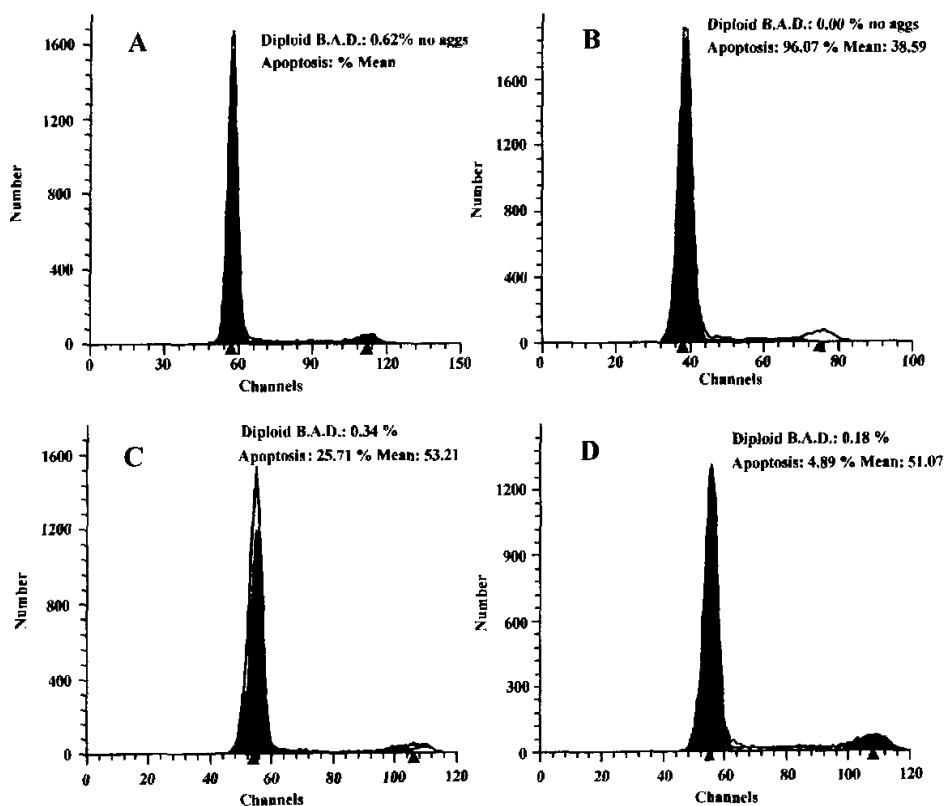 A
Diploid B.A.D.: 0.62% no aggs
Apoptosis: % Mean
Number
1600
1200
800
400
0
0 30 60 90 120 150
Channels
B
Diploid B.A.D.: 0.00 % no aggs
Apoptosis: 96.07 % Mean: 38.59
Number
1600
1200
800
400
0
0 20 40 60 80 100
Channels
C
Diploid B.A.D.: 0.34 %
Apoptosis: 25.71 % Mean: 53.21
Number
1600
1200
800
400
0
0 20 40 60 80 100 120
Channels
D
Diploid B.A.D.: 0.18 %
Apoptosis: 4.89 % Mean: 51.07
Number
1200
900
600
300
0
0 20 40 60 80 100 120
Channels